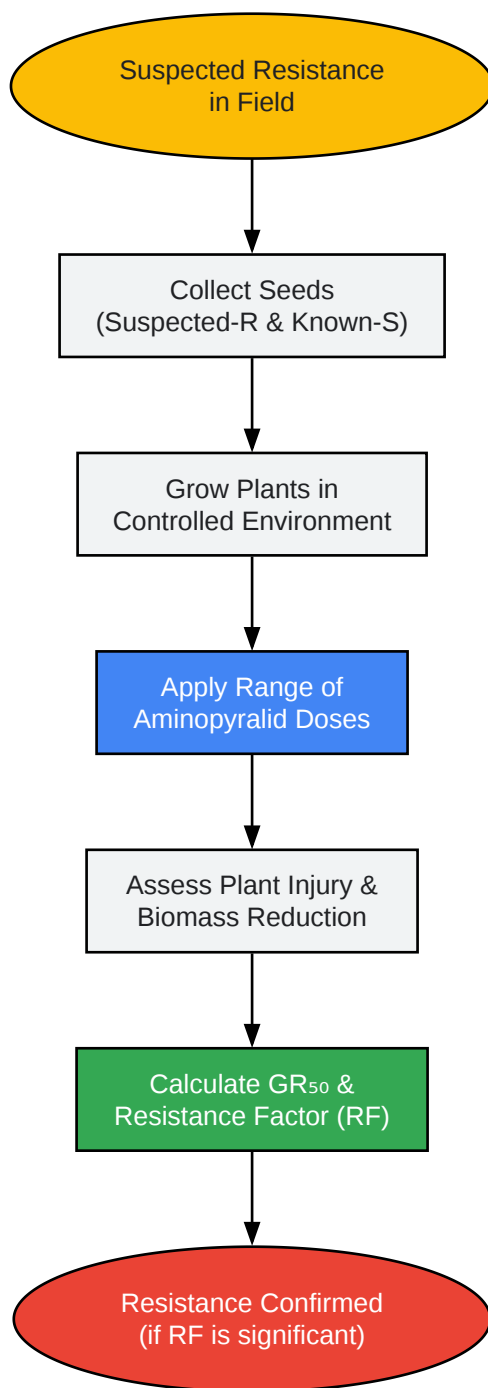 Suspected Resistance
in Field
Collect Seeds
(Suspected-R & Known-S)
Grow Plants in
Controlled Environment
Apply Range of
Aminopyralid Doses
Assess Plant Injury &
Biomass Reduction
Calculate GR₅₀ &
Resistance Factor (RF)
Resistance Confirmed
(if RF is significant)